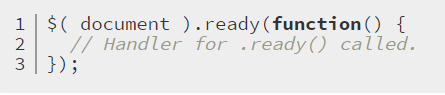 1 $( document ).ready(function() {
2   // Handler for .ready() called.
3 });